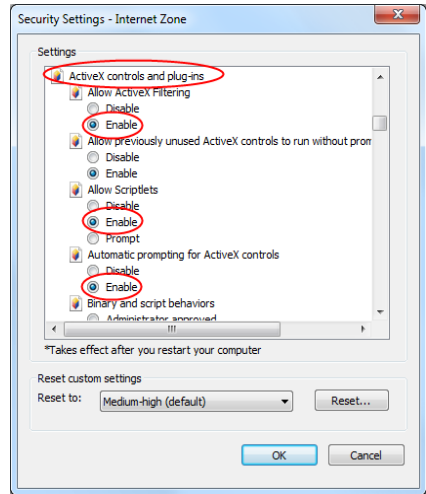 Security Settings - Internet Zone
Settings
ActiveX controls and plug-ins
Allow ActiveX Filtering
Disable
Enable
Allow previously unused ActiveX controls to run without prom
Disable
Enable
Allow Scriptlets
Disable
Enable
Prompt
Automatic prompting for ActiveX controls
Disable
Enable
Binary and script behaviors
Administrator approved
*Takes effect after you restart your computer
Reset custom settings
Reset to: Medium-high (default) Reset...
OK Cancel